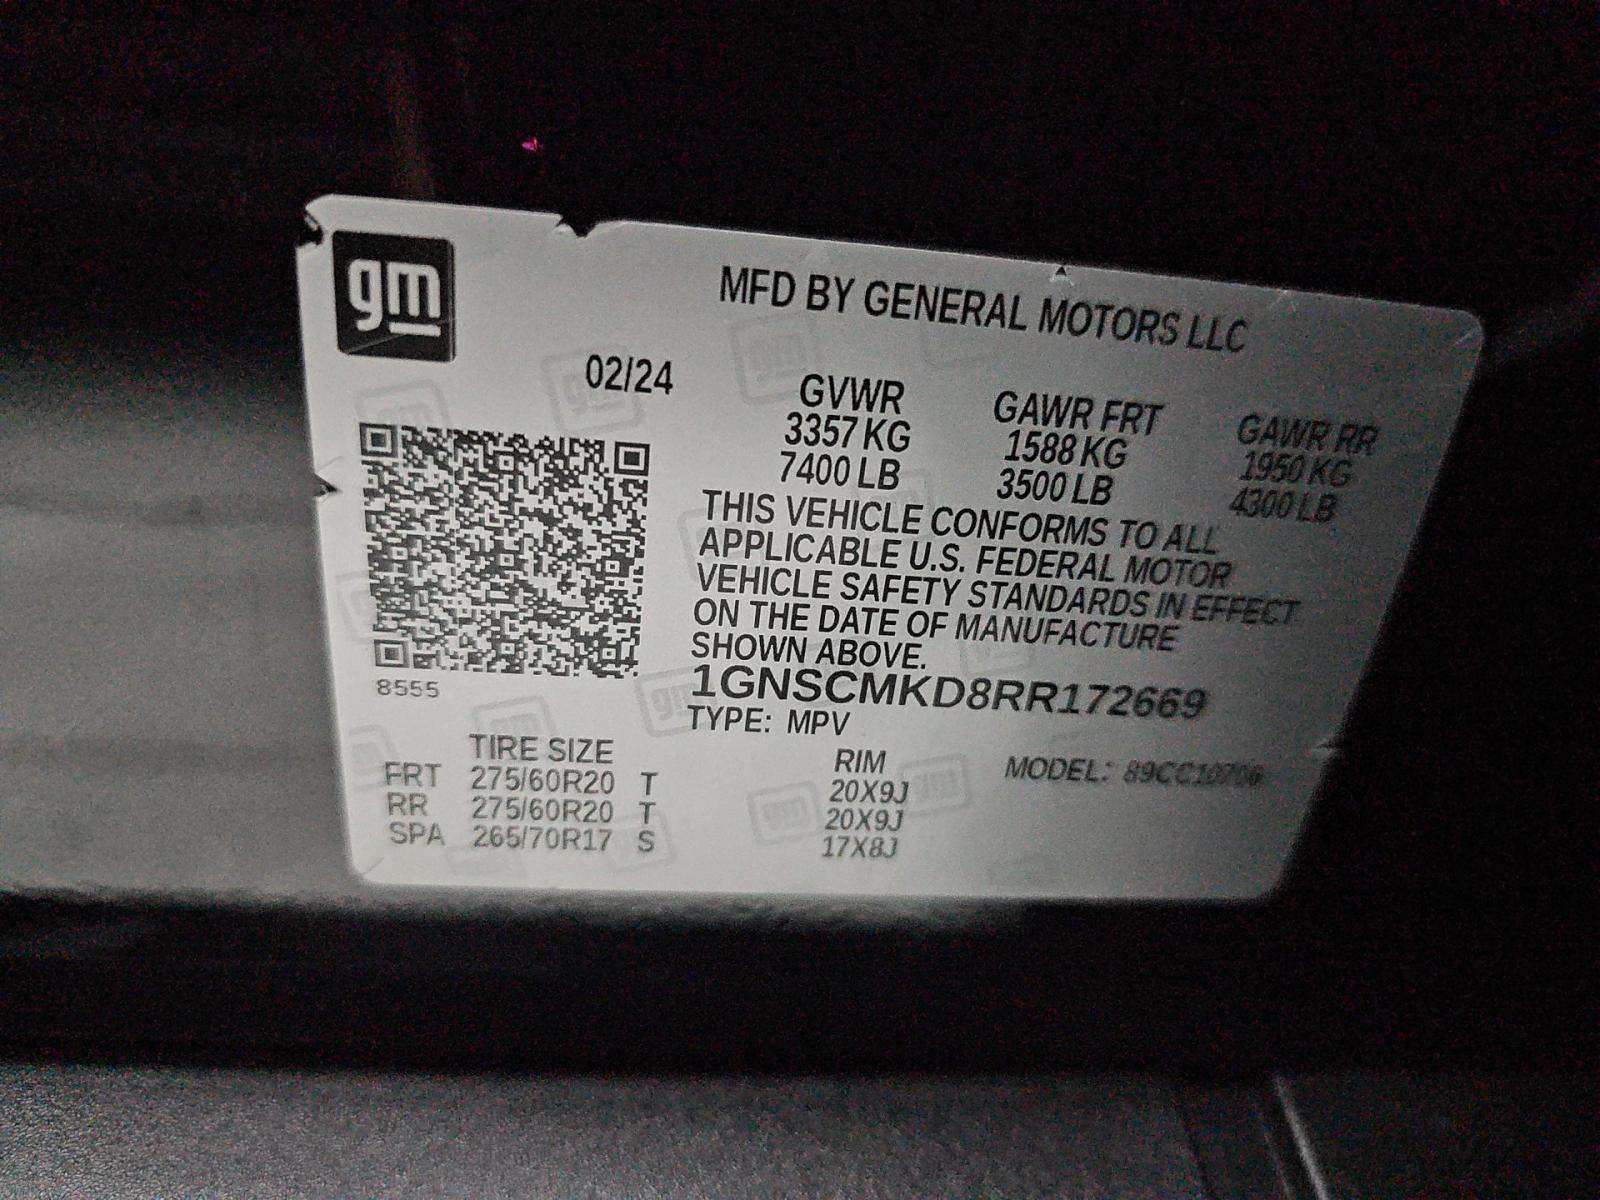 gm
MFD BY GENERAL MOTORS LLC
02/24
GVWR GAWR FRT GAWR RR
3357 KG 1588 KG 1950 KG
7400 LB 3500 LB 4300 LB
THIS VEHICLE CONFORMS TO ALL
APPLICABLE U.S. FEDERAL MOTOR
VEHICLE SAFETY STANDARDS IN EFFECT
ON THE DATE OF MANUFACTURE
SHOWN ABOVE.
8555
1GNSCMKD8RR172669
TYPE: MPV
TIRE SIZE RIM MODEL:
FRT 275/60R20 T 20X9J
RR 275/60R20 T 20X9J
SPA 265/70R17 S 17X8J